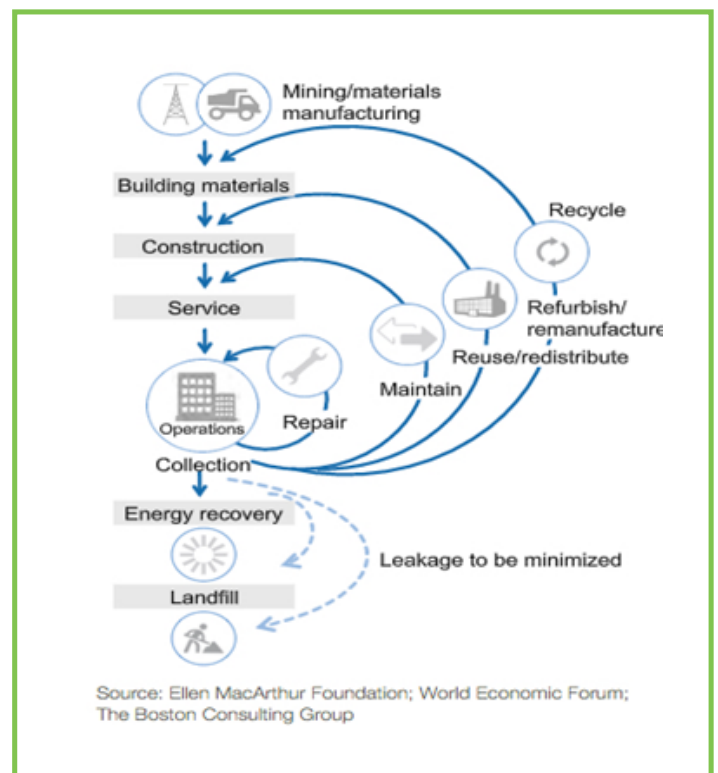 Mining/materials
manufacturing
Building materials
Recycle
Construction
Service
Refurbish/
remanufacture
Reuse/redistribute
Maintain
Repair
Operations
Collection
Energy recovery
Leakage to be minimized
Landfill
Source: Ellen MacArthur Foundation; World Economic Forum;
The Boston Consulting Group